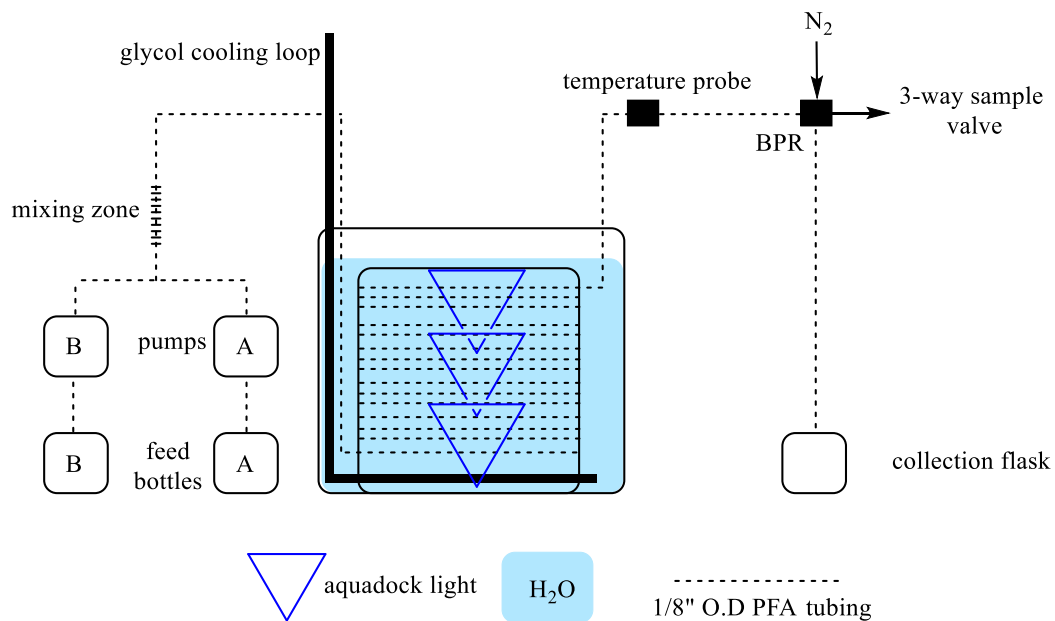 N₂
glycol cooling loop
temperature probe
3-way sample
valve
BPR
mixing zone
B
pumps
A
B
feed
bottles
A
collection flask
aquadock light
H₂O
1/8" O.D PFA tubing